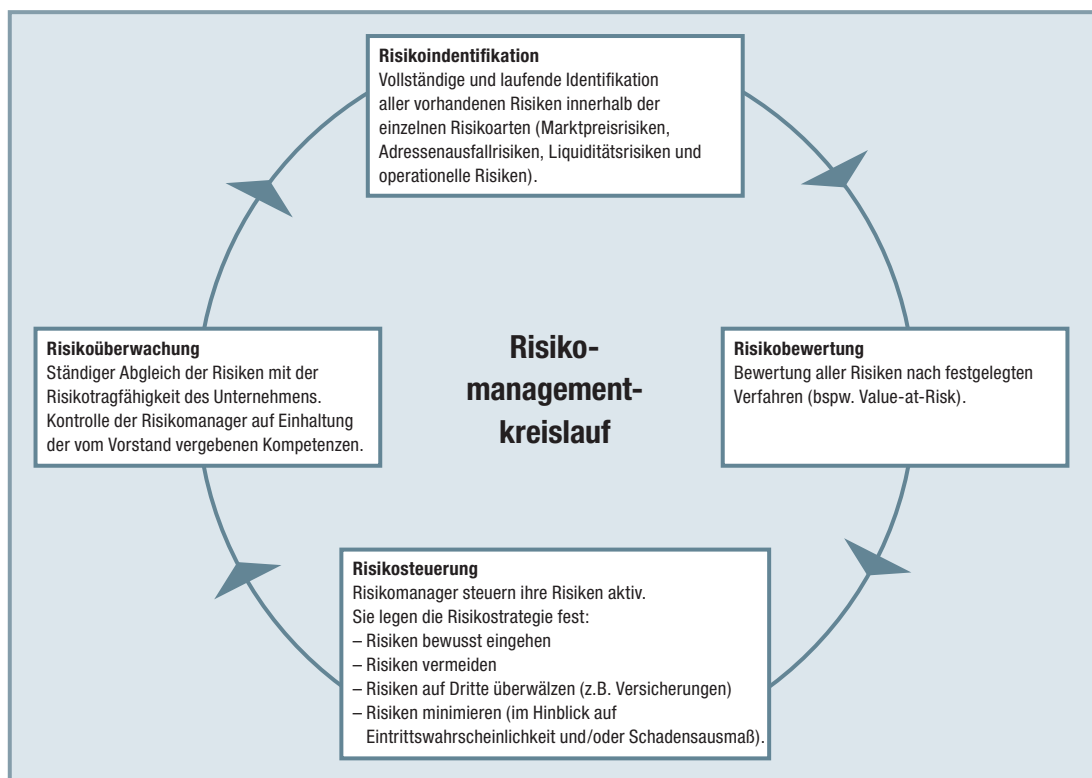 Risikoindentifikation
Vollständige und laufende Identifikation
aller vorhandenen Risiken innerhalb der
einzelnen Risikoarten (Marktpreisrisiken,
Adressenausfallrisiken, Liquiditätsrisiken und
operationelle Risiken).
Risikoüberwachung
Ständiger Abgleich der Risiken mit der
Risikotragfähigkeit des Unternehmens.
Kontrolle der Risikomanager auf Einhaltung
der vom Vorstand vergebenen Kompetenzen.
Risiko-
management-
kreislauf
Risikobewertung
Bewertung aller Risiken nach festgelegten
Verfahren (bspw. Value-at-Risk).
Risikosteuerung
Risikomanager steuern ihre Risiken aktiv.
Sie legen die Risikostrategie fest:
– Risiken bewusst eingehen
– Risiken vermeiden
– Risiken auf Dritte überwälzen (z.B. Versicherungen)
– Risiken minimieren (im Hinblick auf
Eintrittswahrscheinlichkeit und/oder Schadensausmaß).